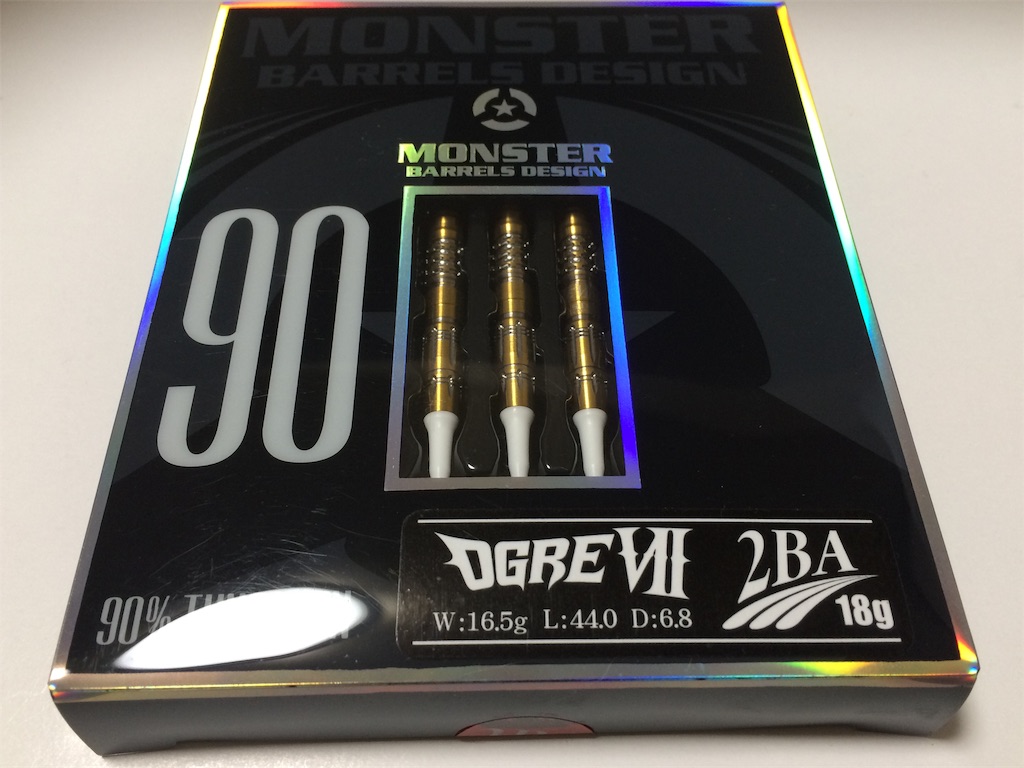 MONSTER
BARRELS DESIGN
MONSTER
BARRELS DESIGN
90
OGRE VII
W:16.5g L:44.0 D:6.8
2BA
18g
90%